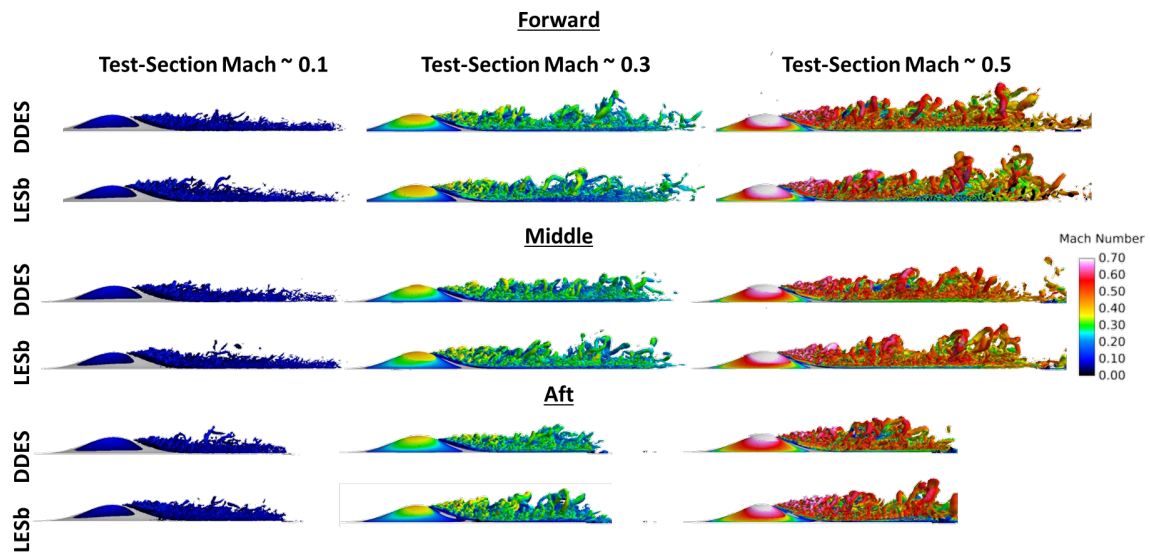 Forward
Test-Section Mach ~ 0.1
Test-Section Mach ~ 0.3
Test-Section Mach ~ 0.5
DDES
LESb
Middle
DDES
LESb
Mach Number
0.70
0.60
0.50
0.40
0.30
0.20
0.10
0.00
Aft
DDES
LESb